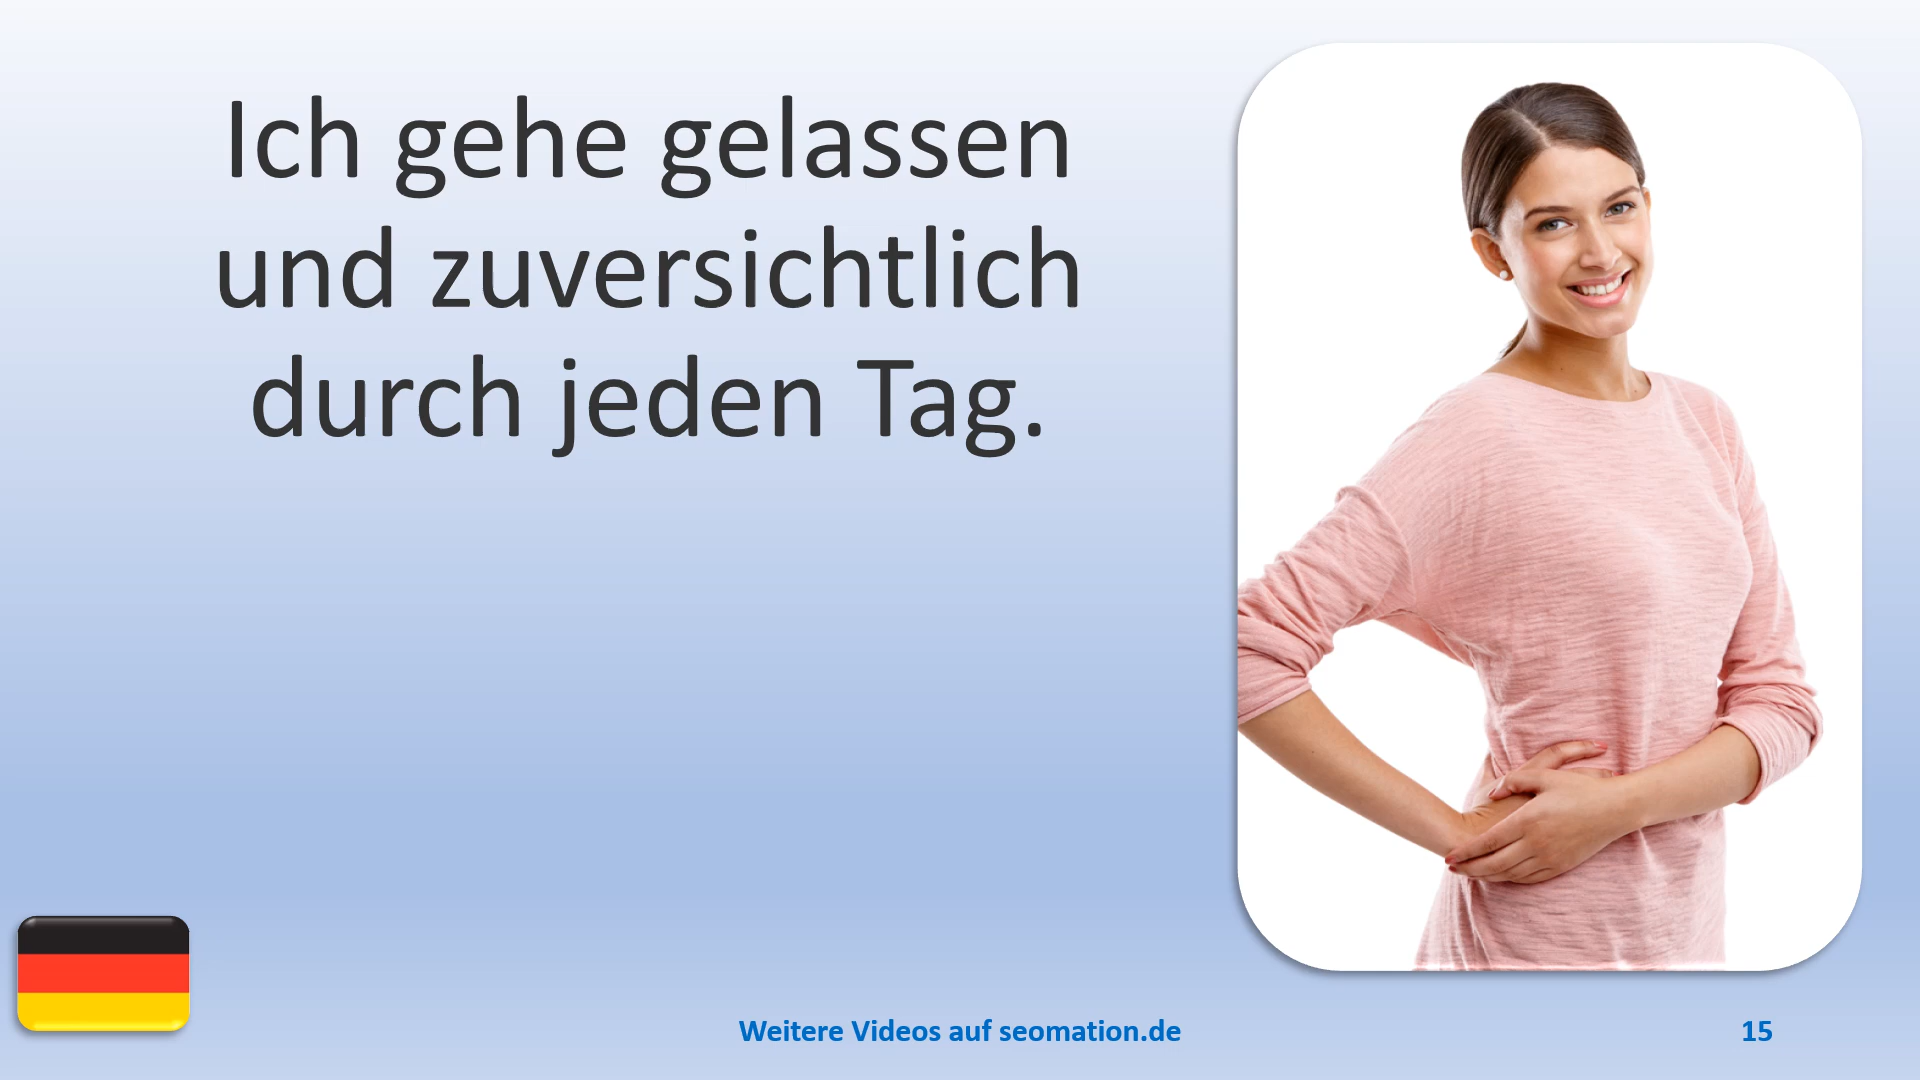 Ich gehe gelassen
und zuversichtlich
durch jeden Tag.
Weitere Videos auf seomation.de
15